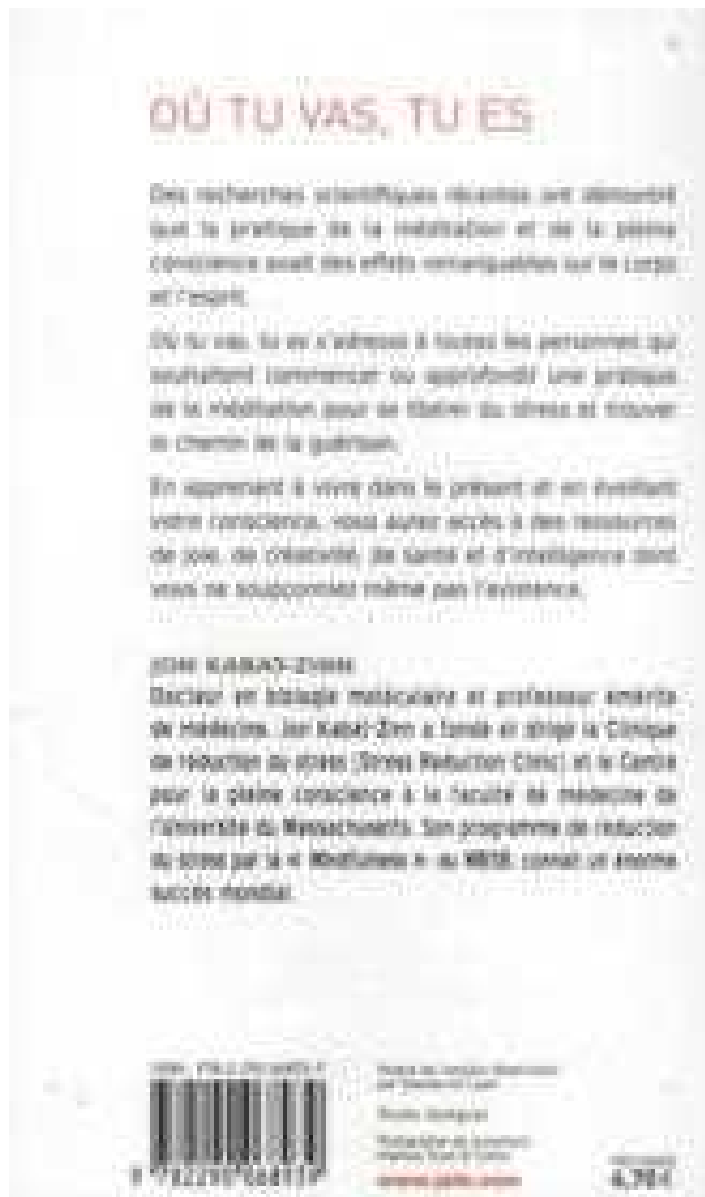 OÙ TU VAS, TU ES
Des recherches scientifiques récentes ont démontré
que la pratique de la méditation et de la pleine
conscience avait des effets remarquables sur le corps
et l'esprit.
Où tu vas, tu es s'adresse à toutes les personnes qui
souhaitent commencer ou approfondir une pratique
de la méditation pour se libérer du stress et trouver
le chemin de la guérison.
En apprenant à vivre dans le présent et en éveillant
votre conscience, vous aurez accès à des ressources
de joie, de créativité, de santé et d'intelligence dont
vous ne soupçonniez même pas l'existence.
JON KABAT-ZINN
Docteur en biologie moléculaire et professeur émérite
de médecine, Jon Kabat-Zinn a fondé et dirigé la Clinique
de réduction du stress (Stress Reduction Clinic) et le Centre
pour la pleine conscience à la faculté de médecine de
l'université du Massachusetts. Son programme de réduction
du stress par la « Mindfulness » ou MBSR connaît un énorme
succès mondial.
Texte intégral
6,70 €